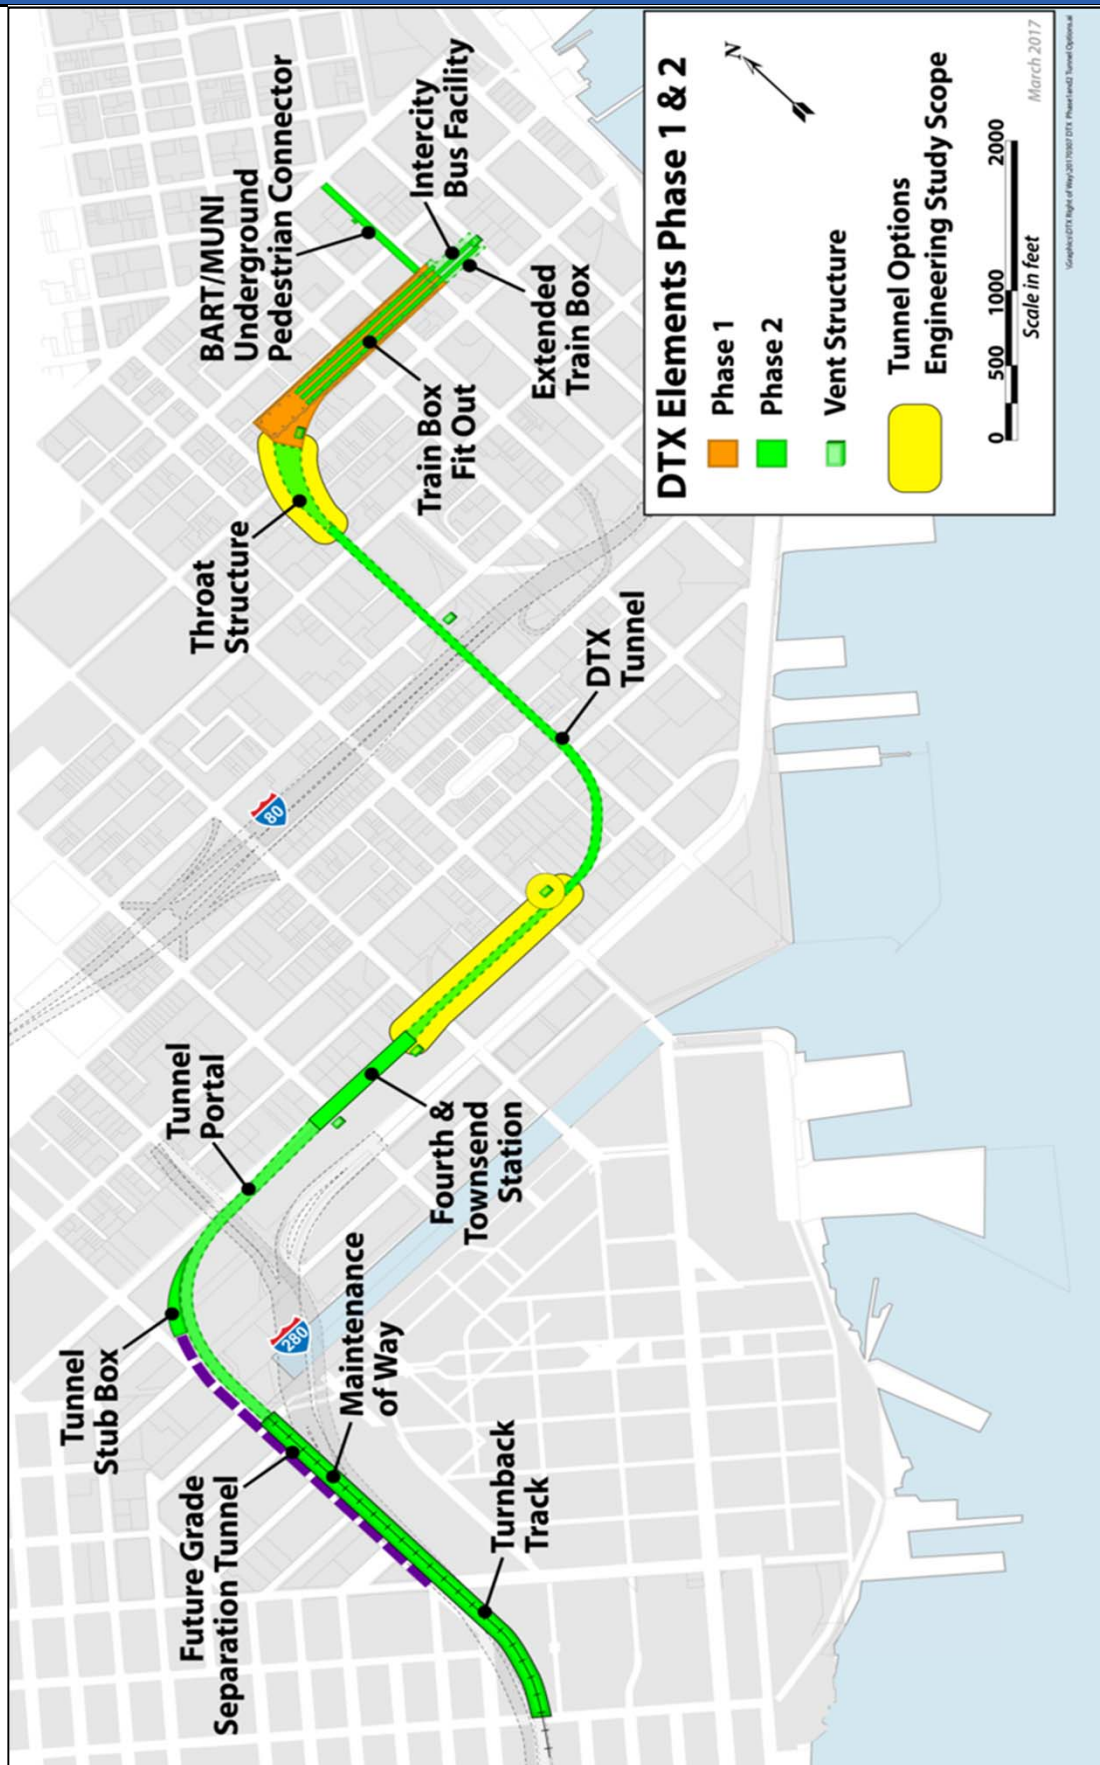 BART/MUNI
Underground
Pedestrian Connector
Intercity
Bus Facility
Throat
Structure
Train Box
Fit Out
Extended
Train Box
80
DTX
Tunnel
Tunnel
Portal
Fourth &
Townsend
Station
Tunnel
Stub Box
280
Maintenance
of Way
Future Grade
Separation Tunnel
Turnback
Track
DTX Elements Phase 1 & 2
N
Phase 1
Phase 2
Vent Structure
Tunnel Options
Engineering Study Scope
0 500 1000 2000
Scale in feet
March 2017